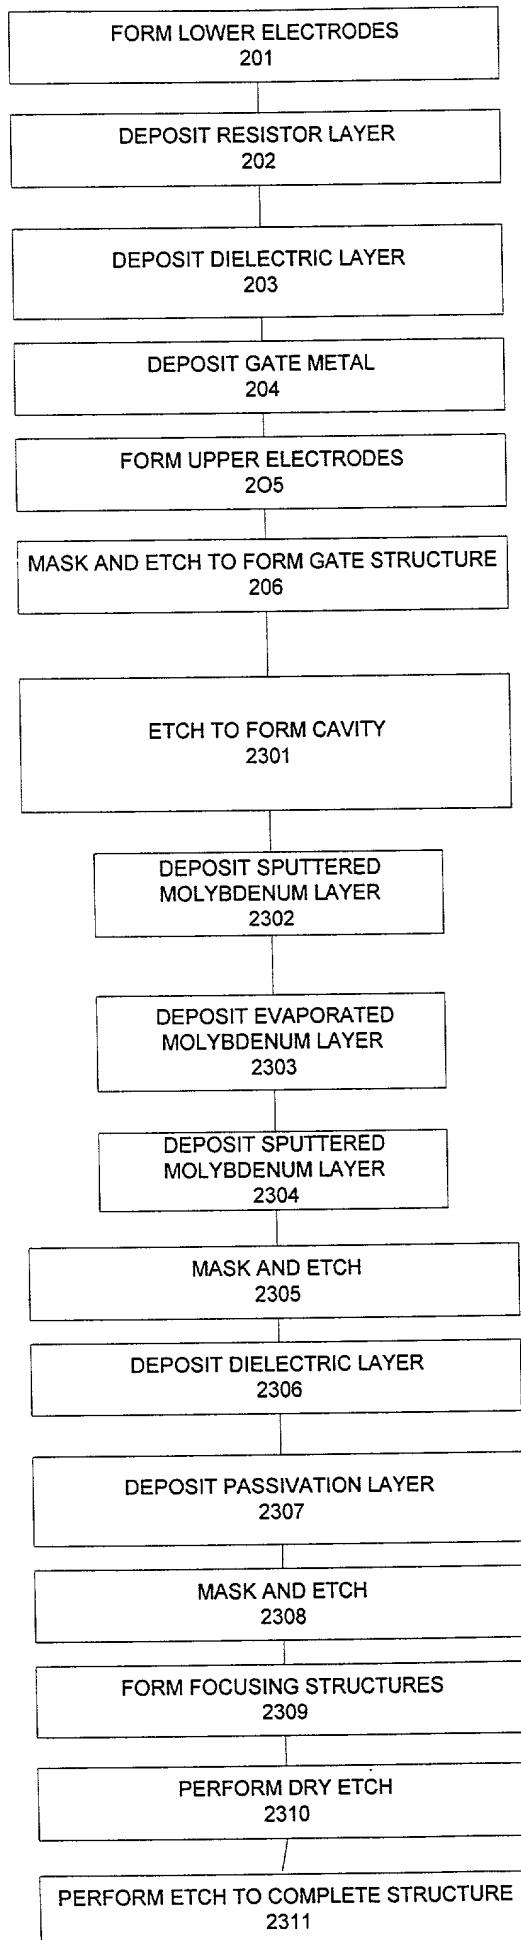 FORM LOWER ELECTRODES
201
DEPOSIT RESISTOR LAYER
202
DEPOSIT DIELECTRIC LAYER
203
DEPOSIT GATE METAL
204
FORM UPPER ELECTRODES
2O5
MASK AND ETCH TO FORM GATE STRUCTURE
206
ETCH TO FORM CAVITY
2301
DEPOSIT SPUTTERED
MOLYBDENUM LAYER
2302
DEPOSIT EVAPORATED
MOLYBDENUM LAYER
2303
DEPOSIT SPUTTERED
MOLYBDENUM LAYER
2304
MASK AND ETCH
2305
DEPOSIT DIELECTRIC LAYER
2306
DEPOSIT PASSIVATION LAYER
2307
MASK AND ETCH
2308
FORM FOCUSING STRUCTURES
2309
PERFORM DRY ETCH
2310
PERFORM ETCH TO COMPLETE STRUCTURE
2311